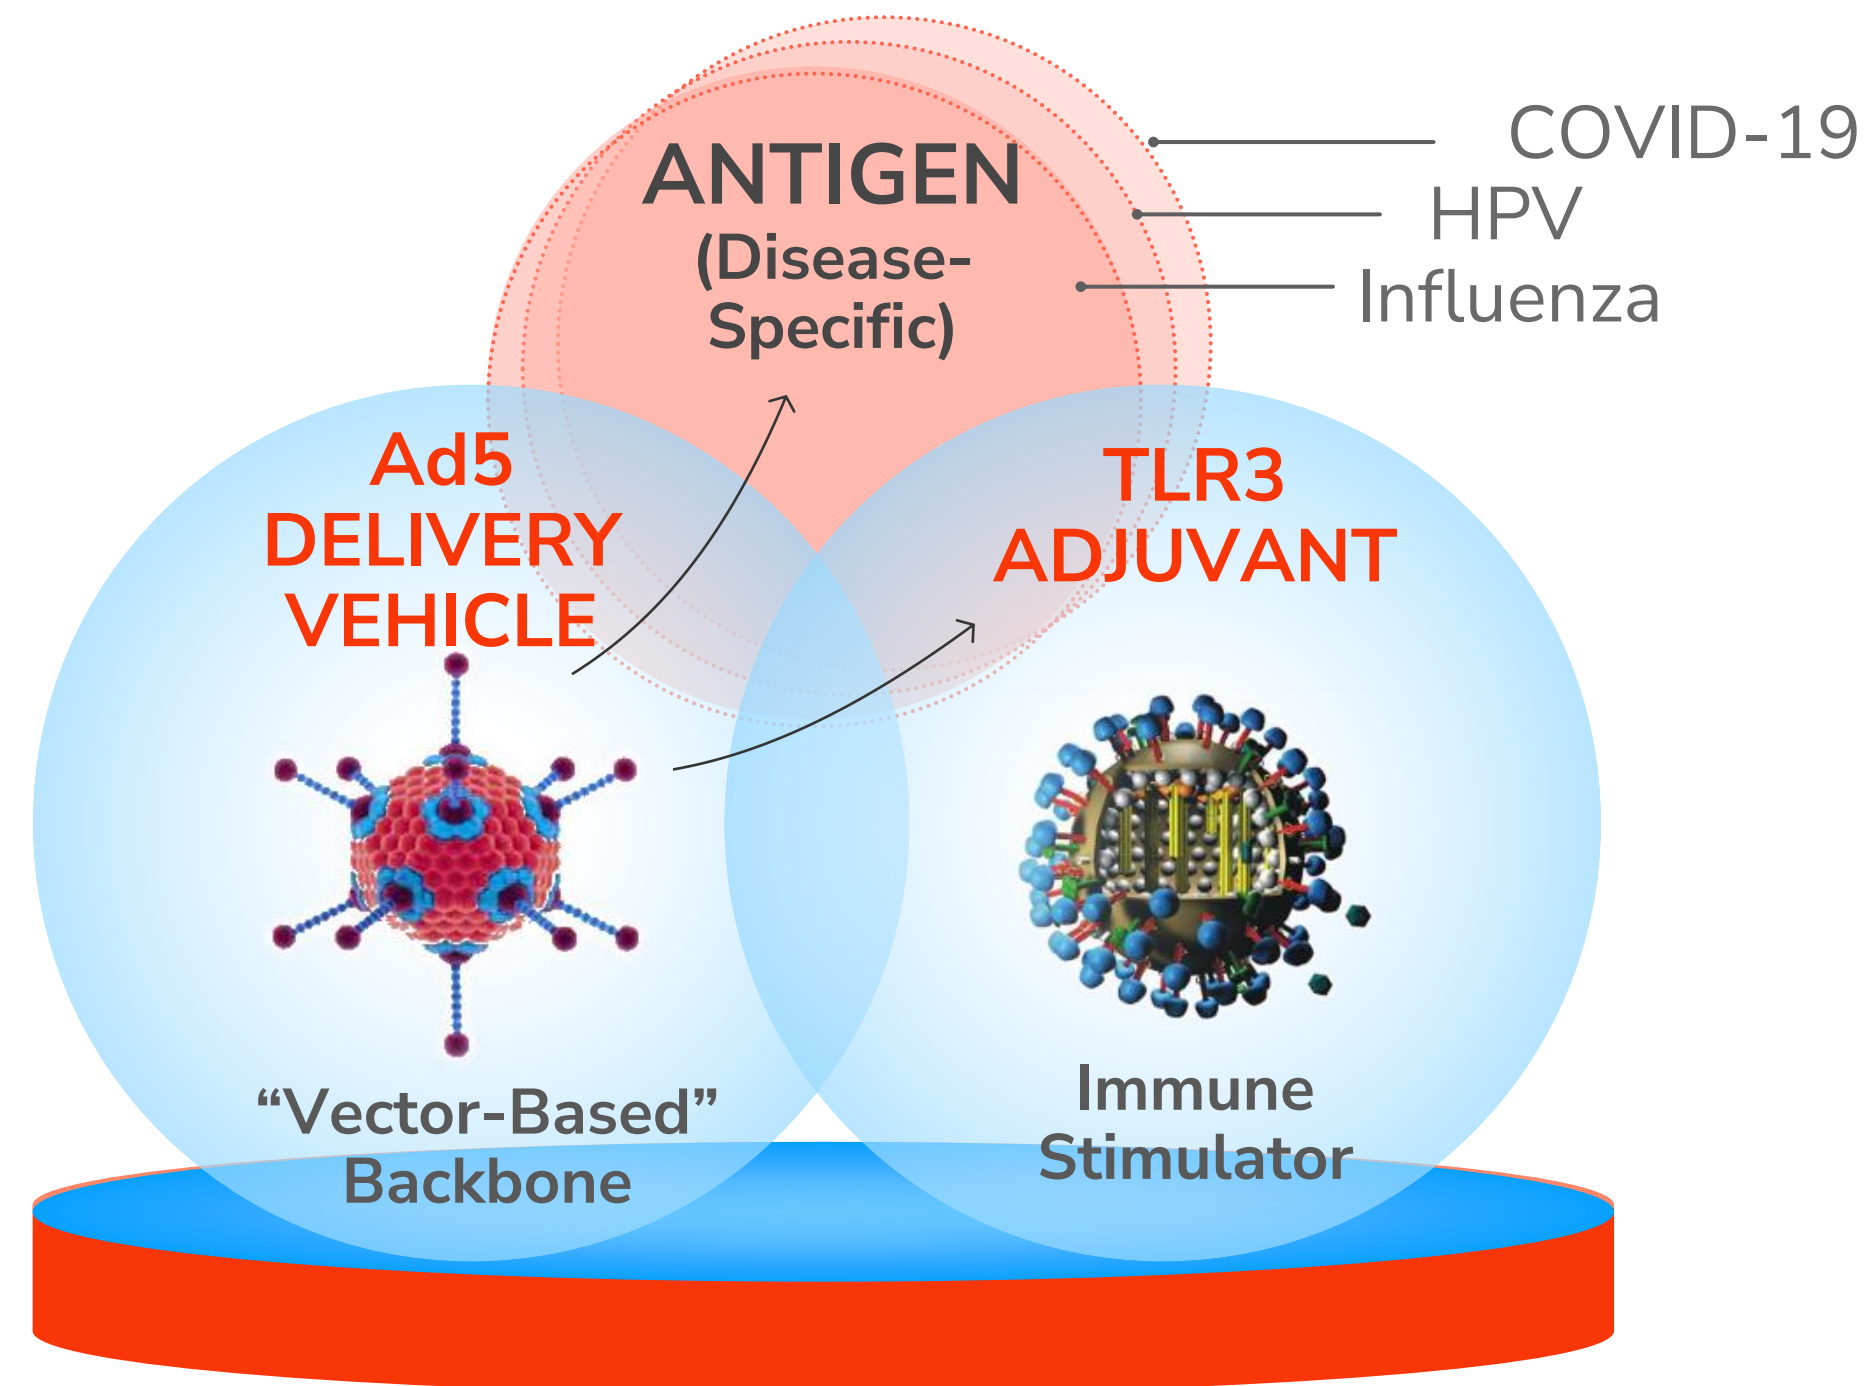 ANTIGEN
(Disease-
Specific)
COVID-19
HPV
Influenza
Ad5
DELIVERY
VEHICLE
TLR3
ADJUVANT
“Vector-Based”
Backbone
Immune
Stimulator